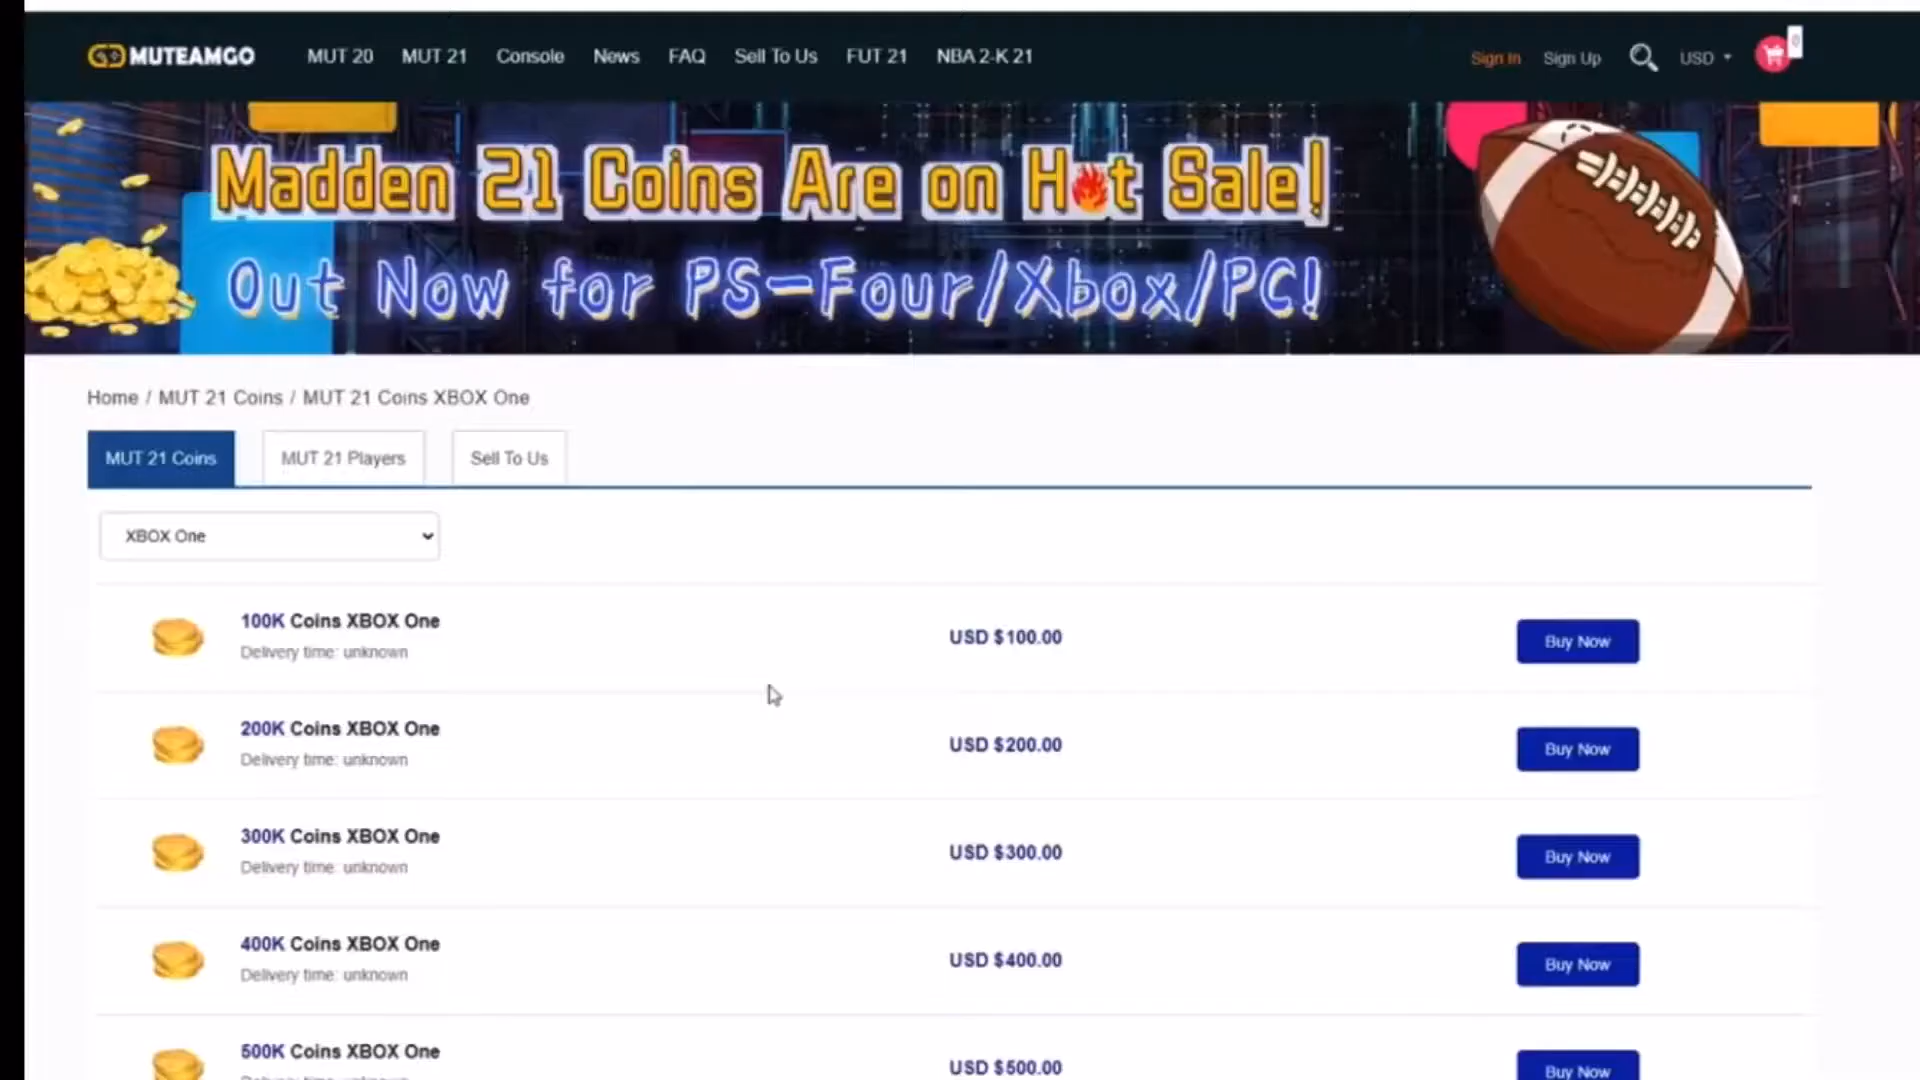 MUTEAMGO
MUT 20 MUT 21 Console News FAQ Sell To Us FUT 21 NBA 2-K 21
Sign In Sign Up USD 0
Madden 21 Coins Are on Hot Sale!
Out Now for PS-Four/Xbox/PC!
Home / MUT 21 Coins / MUT 21 Coins XBOX One
MUT 21 Coins MUT 21 Players Sell To Us
XBOX One
100K Coins XBOX One
Delivery time: unknown
USD $100.00
Buy Now
200K Coins XBOX One
Delivery time: unknown
USD $200.00
Buy Now
300K Coins XBOX One
Delivery time: unknown
USD $300.00
Buy Now
400K Coins XBOX One
Delivery time: unknown
USD $400.00
Buy Now
500K Coins XBOX One
USD $500.00
Buy Now